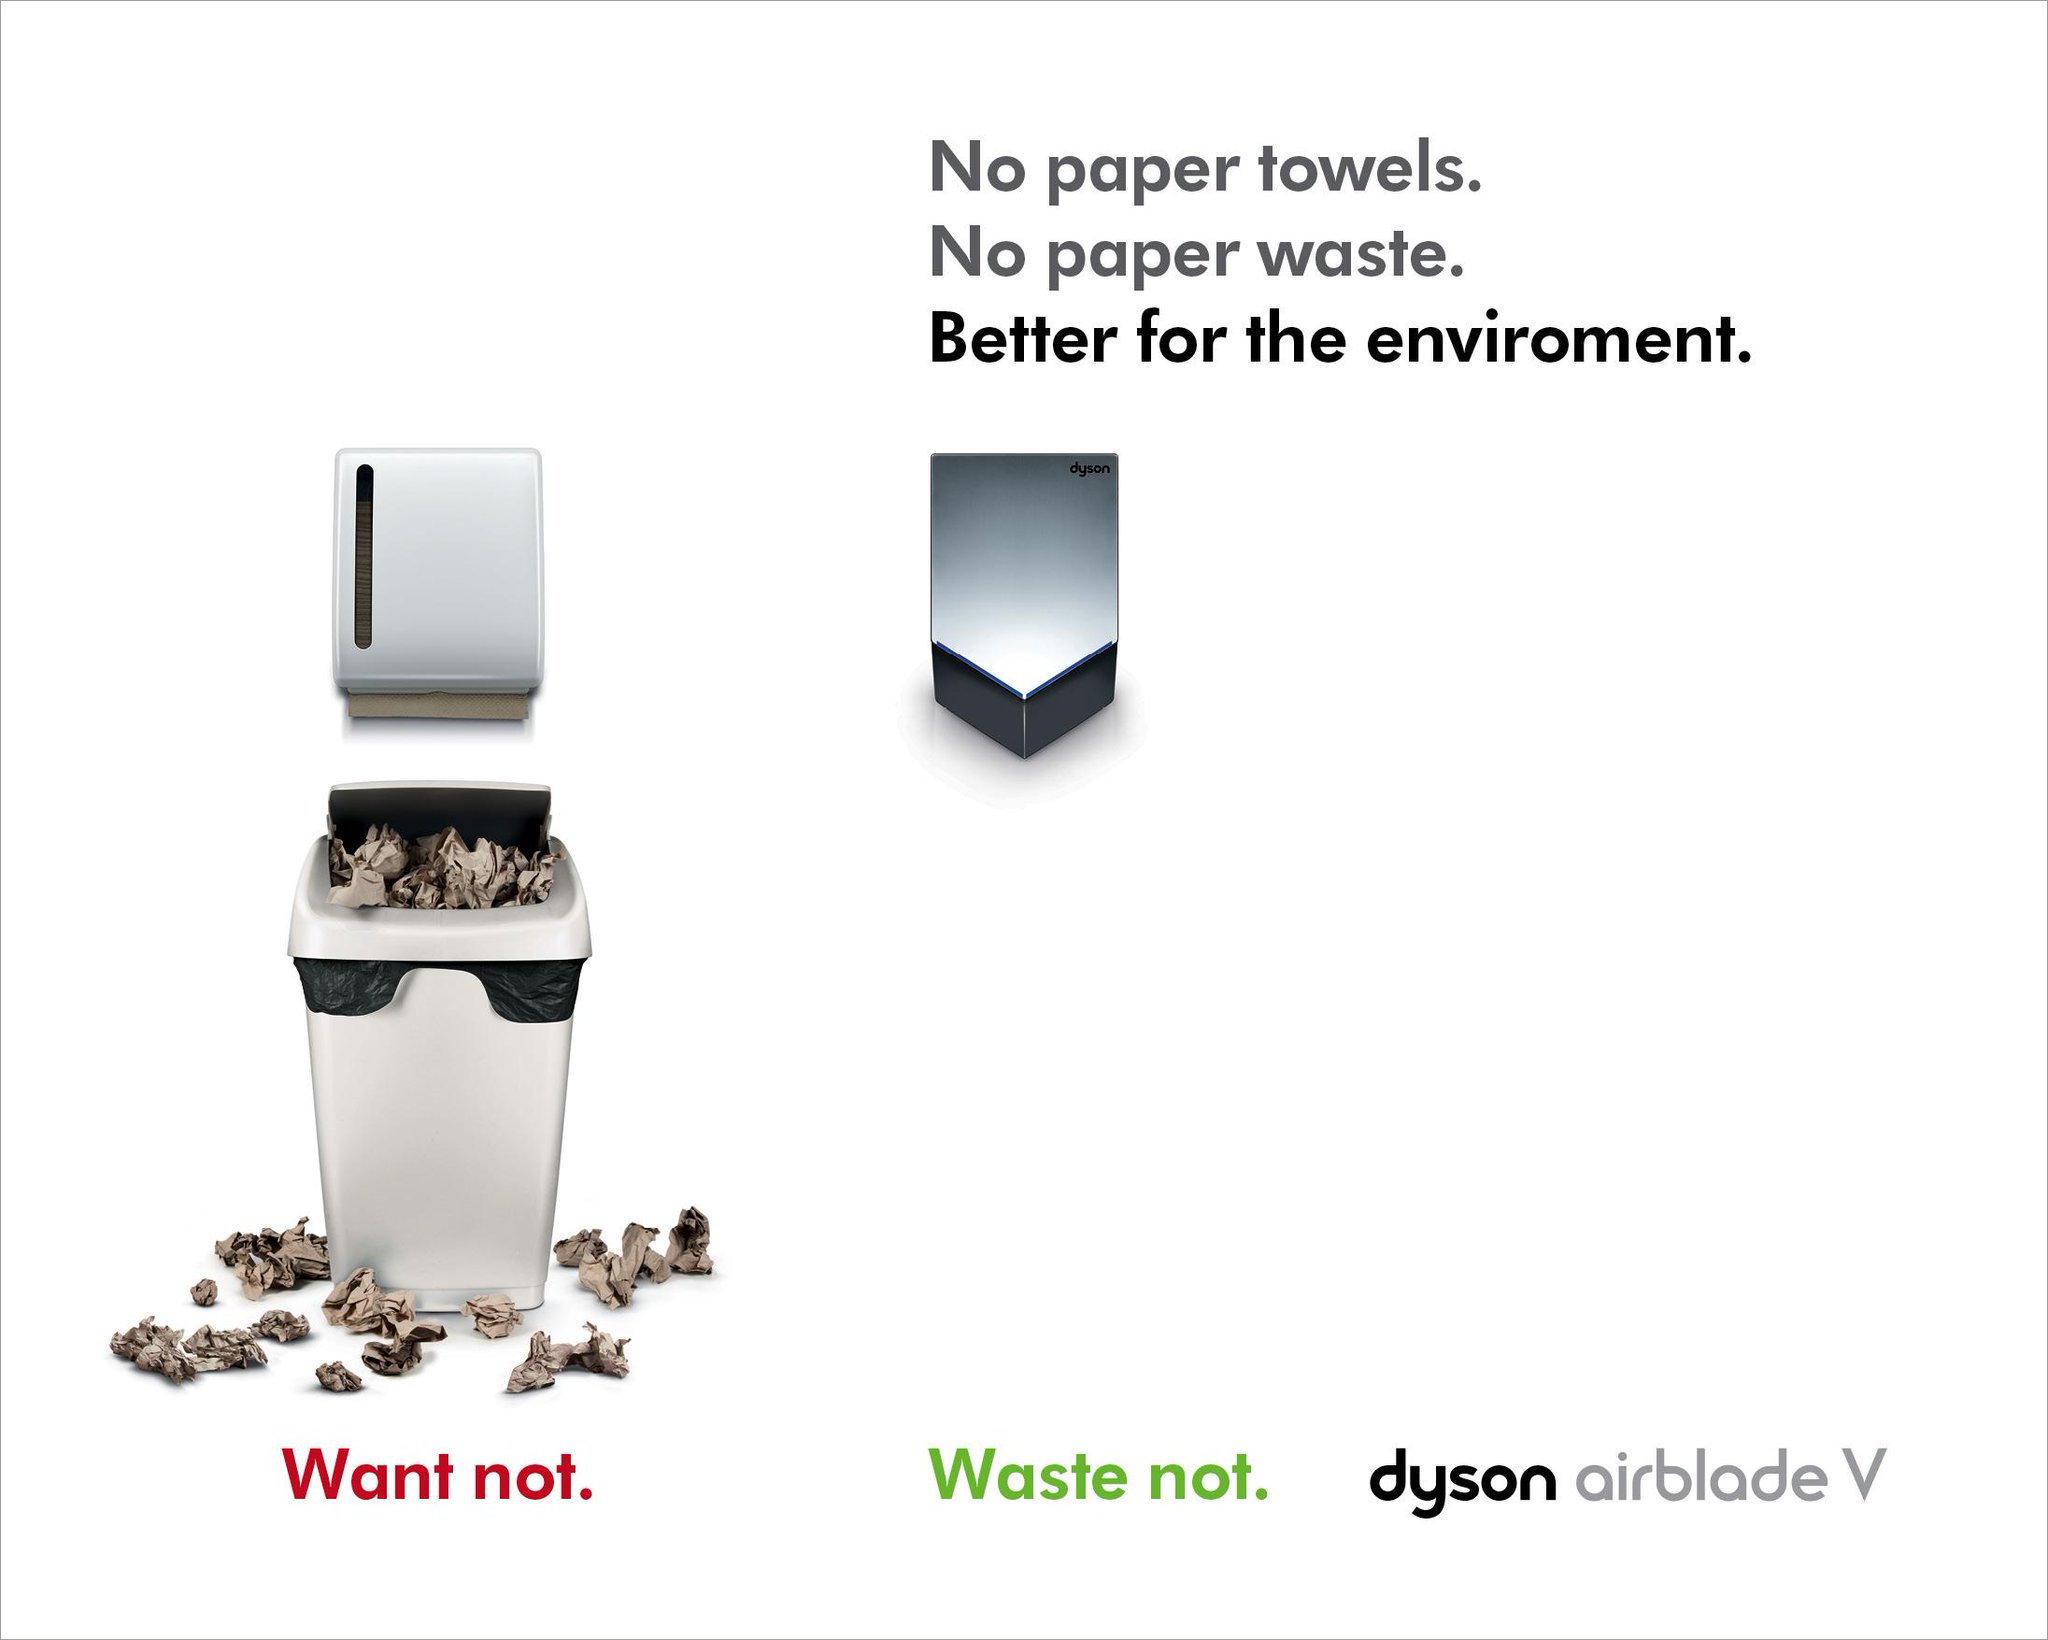 No paper towels.
No paper waste.
Better for the enviroment.
dyson
Want not.
Waste not.
dyson airblade V